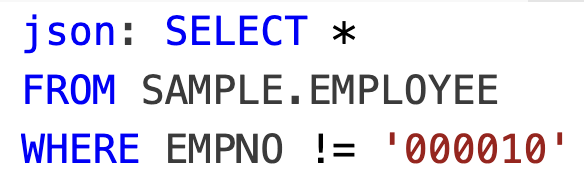 json: SELECT *
FROM SAMPLE.EMPLOYEE
WHERE EMPNO != '000010'